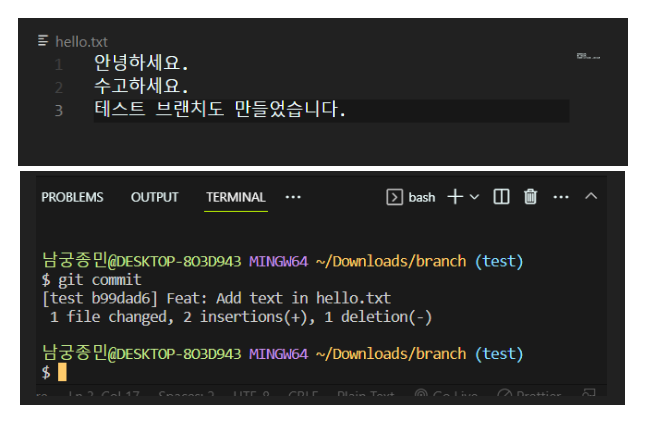 hello.txt
1 안녕하세요.
2 수고하세요.
3 테스트 브랜치도 만들었습니다.
PROBLEMS OUTPUT TERMINAL ··· bash
남궁종민@DESKTOP-8O3D943 MINGW64 ~/Downloads/branch (test)
$ git commit
[test b99dad6] Feat: Add text in hello.txt
1 file changed, 2 insertions(+), 1 deletion(-)
남궁종민@DESKTOP-8O3D943 MINGW64 ~/Downloads/branch (test)
$
Ln 3, Col 17 Spaces: 2 UTF-8 CRLF Plain Text Go Live Prettier